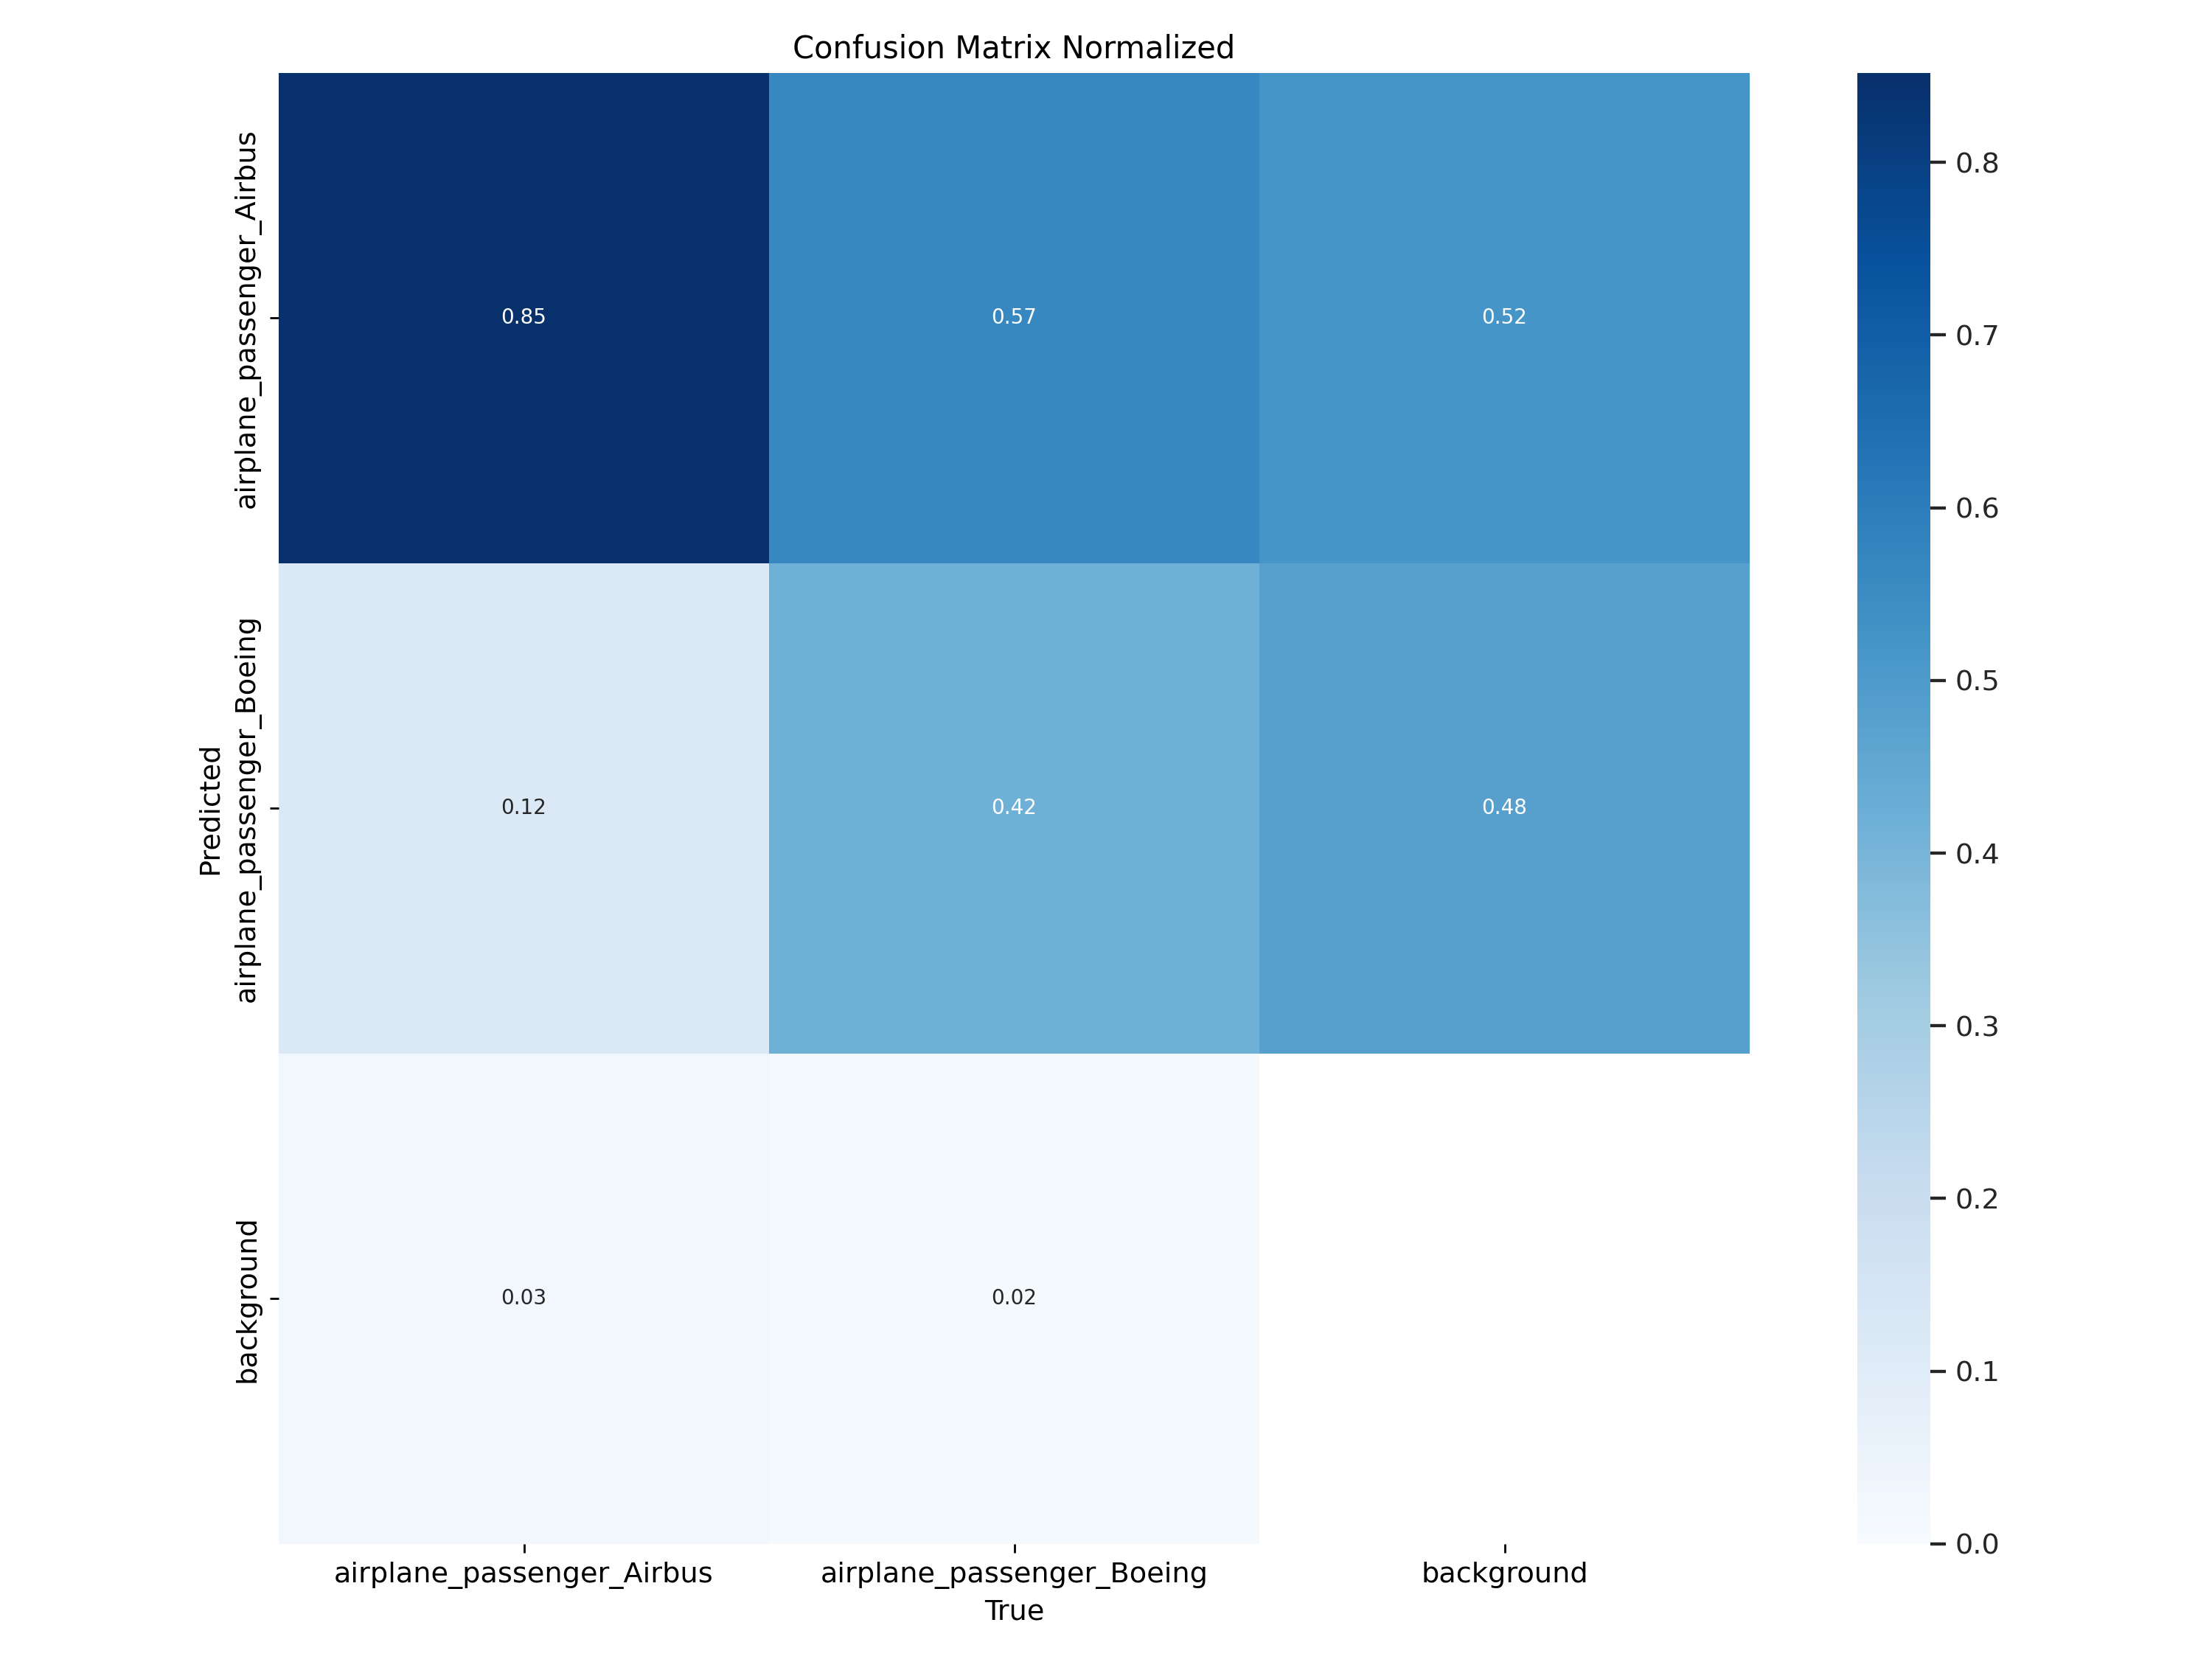 Confusion Matrix Normalized
Predicted
airplane_passenger_Airbus
airplane_passenger_Boeing
background
0.85
0.57
0.52
0.12
0.42
0.48
0.03
0.02
airplane_passenger_Airbus
airplane_passenger_Boeing
background
True
0.8
0.7
0.6
0.5
0.4
0.3
0.2
0.1
0.0